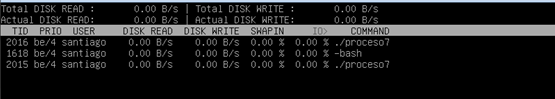 Total DISK READ :       0.00 B/s | Total DISK WRITE :       0.00 B/s
Actual DISK READ:       0.00 B/s | Actual DISK WRITE:       0.00 B/s
TID  PRIO  USER     DISK READ  DISK WRITE  SWAPIN     IO>    COMMAND
2016 be/4 santiago    0.00 B/s    0.00 B/s  0.00 %  0.00 % ./proceso7
1618 be/4 santiago    0.00 B/s    0.00 B/s  0.00 %  0.00 % -bash
2015 be/4 santiago    0.00 B/s    0.00 B/s  0.00 %  0.00 % ./proceso7